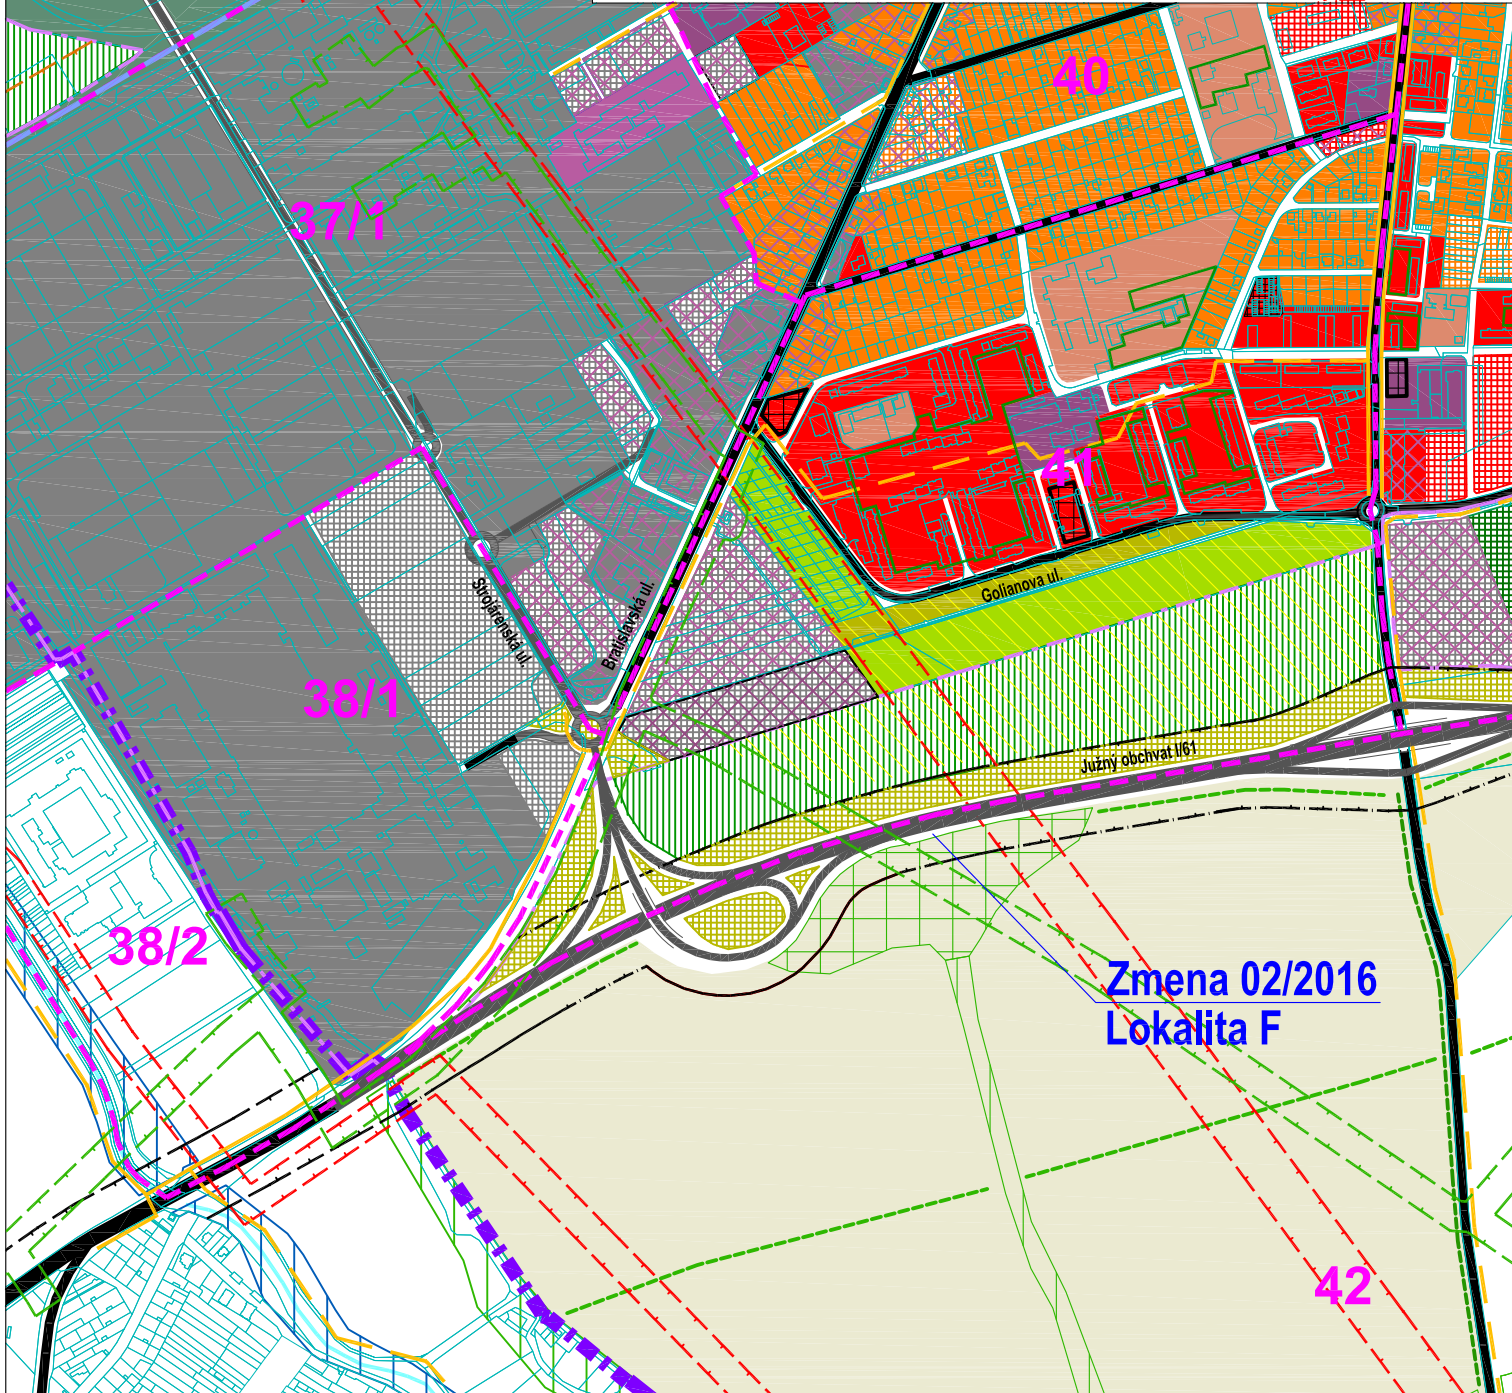 40
37/1
41
Golianova ul.
Strojárenská ul.
Bratislavská ul.
38/1
Južný obchvat I/61
38/2
Zmena 02/2016
Lokalita F
42